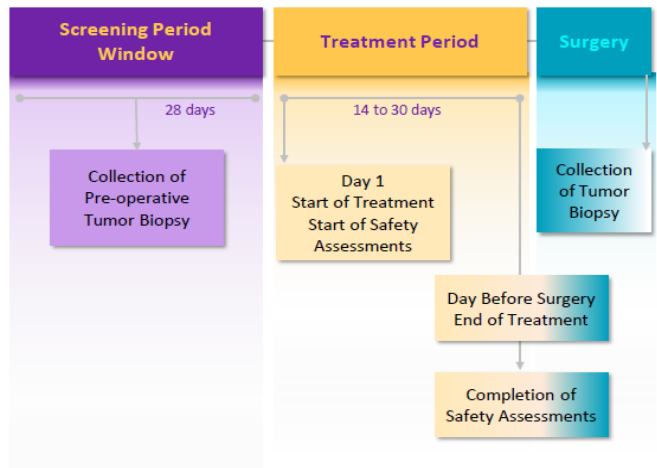 Screening Period
Window
Treatment Period
Surgery
28 days
14 to 30 days
Collection of
Pre-operative
Tumor Biopsy
Day 1
Start of Treatment
Start of Safety
Assessments
Collection
of Tumor
Biopsy
Day Before Surgery
End of Treatment
Completion of
Safety Assessments